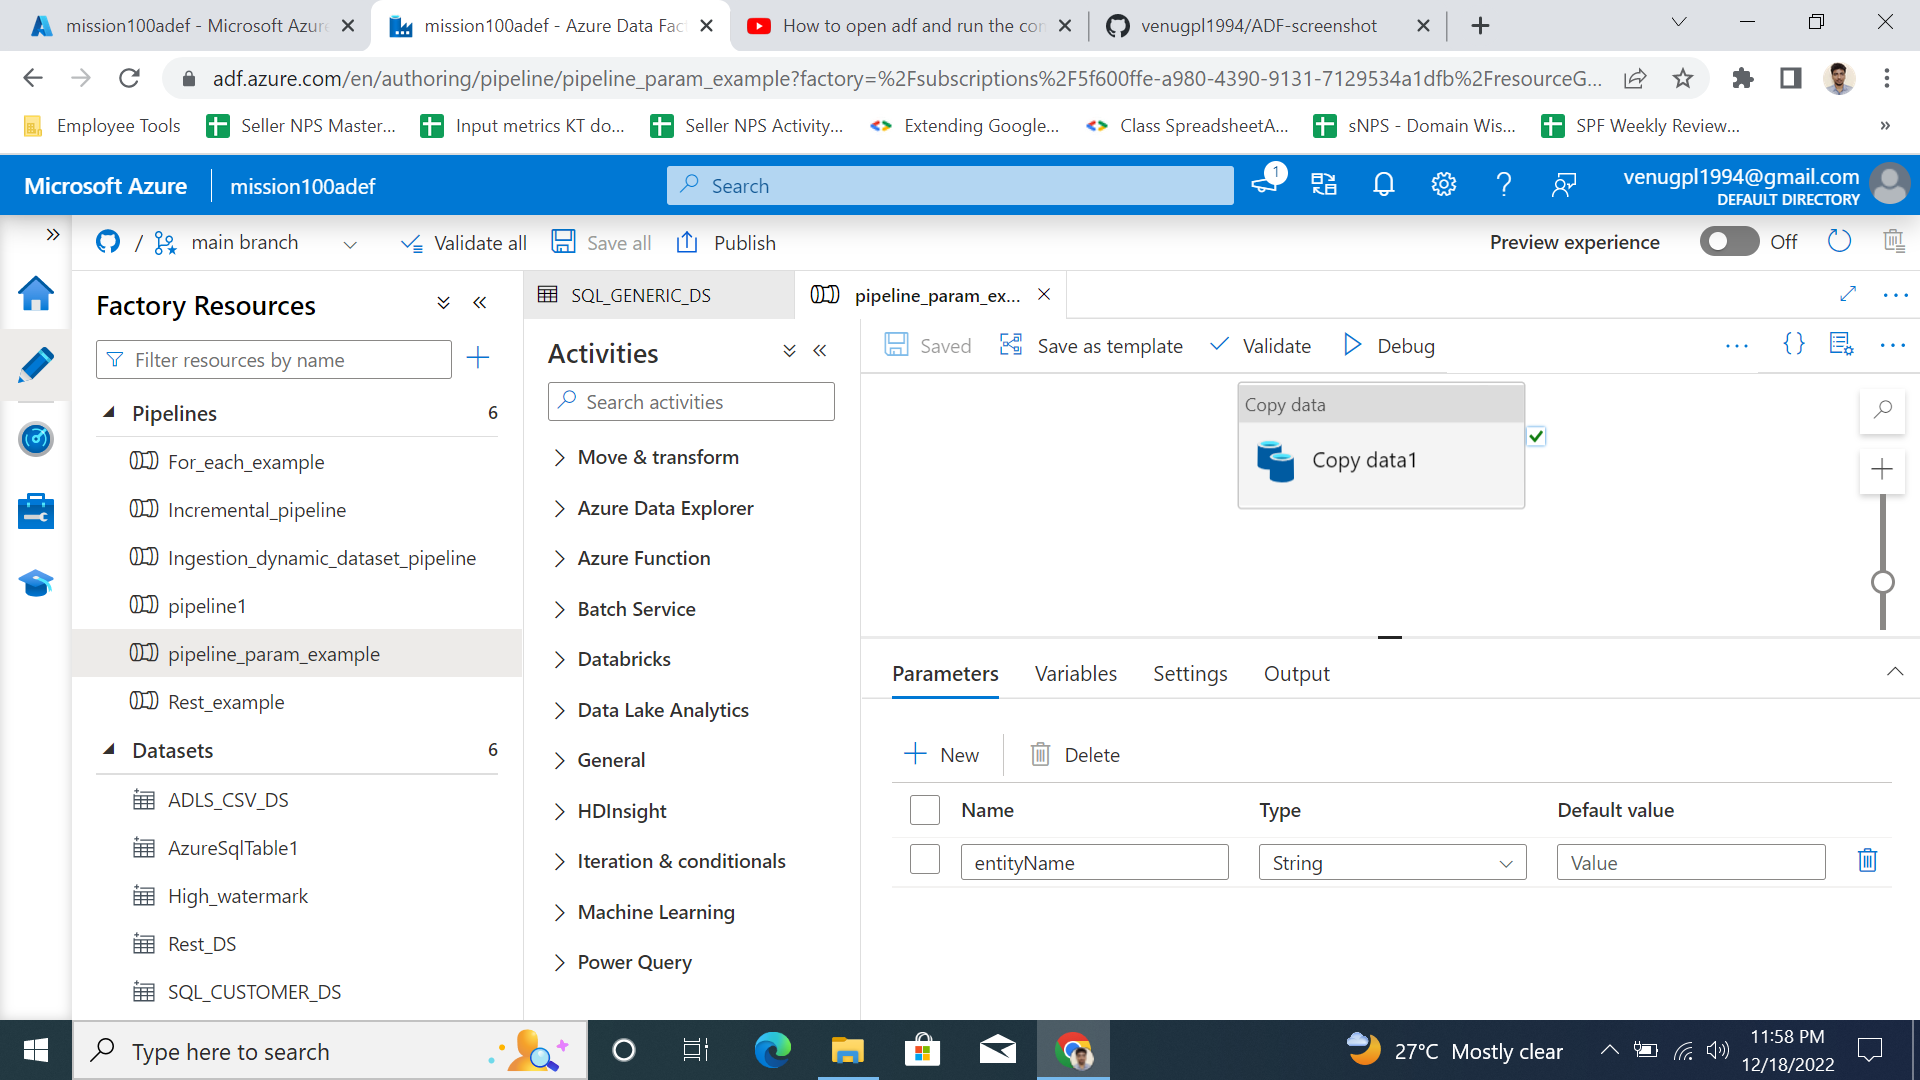 mission100adef - Microsoft Azure
mission100adef - Azure Data Fact
How to open adf and run the con
venugpl1994/ADF-screenshot
adf.azure.com/en/authoring/pipeline/pipeline_param_example?factory=%2Fsubscriptions%2F5f600ffe-a980-4390-9131-7129534a1dfb%2FresourceG...
Employee Tools
Seller NPS Master...
Input metrics KT do...
Seller NPS Activity...
Extending Google...
Class SpreadsheetA...
sNPS - Domain Wis...
SPF Weekly Review...
Microsoft Azure
mission100adef
Search
1
venugpl1994@gmail.com
DEFAULT DIRECTORY
/
main branch
Validate all
Save all
Publish
Preview experience
Off
Factory Resources
Filter resources by name
Pipelines
6
For_each_example
Incremental_pipeline
Ingestion_dynamic_dataset_pipeline
pipeline1
pipeline_param_example
Rest_example
Datasets
6
ADLS_CSV_DS
AzureSqlTable1
High_watermark
Rest_DS
SQL_CUSTOMER_DS
SQL_GENERIC_DS
pipeline_param_ex...
Activities
Search activities
Move & transform
Azure Data Explorer
Azure Function
Batch Service
Databricks
Data Lake Analytics
General
HDInsight
Iteration & conditionals
Machine Learning
Power Query
Saved
Save as template
Validate
Debug
Copy data
Copy data1
Parameters
Variables
Settings
Output
New
Delete
Name
Type
Default value
entityName
String
Value
Type here to search
27°C Mostly clear
11:58 PM
12/18/2022